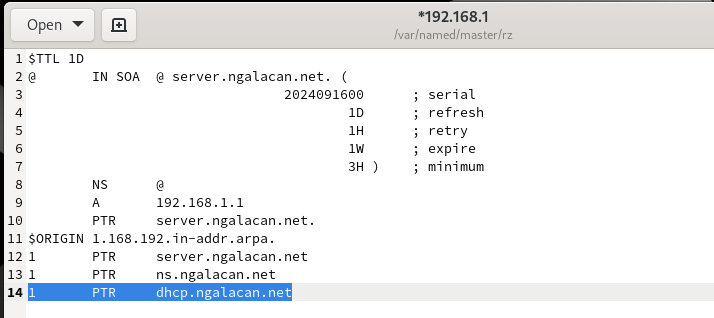 Open
*192.168.1
/var/named/master/rz
1 $TTL 1D
2 @ IN SOA @ server.ngalacan.net. (
3 2024091600 ; serial
4 1D ; refresh
5 1H ; retry
6 1W ; expire
7 3H ) ; minimum
8 NS @
9 A 192.168.1.1
10 PTR server.ngalacan.net.
11 $ORIGIN 1.168.192.in-addr.arpa.
12 1 PTR server.ngalacan.net
13 1 PTR ns.ngalacan.net
14 1 PTR dhcp.ngalacan.net